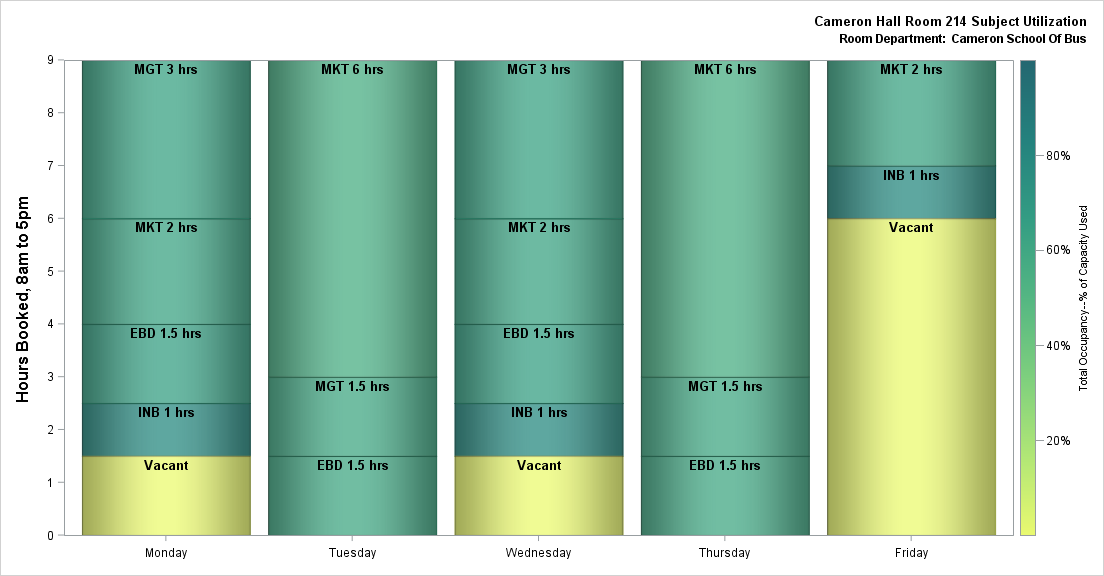 Cameron Hall Room 214 Subject Utilization
Room Department: Cameron School Of Bus
Hours Booked, 8am to 5pm
9
8
7
6
5
4
3
2
1
0
MGT 3 hrs
MKT 2 hrs
EBD 1.5 hrs
INB 1 hrs
Vacant
MKT 6 hrs
MGT 1.5 hrs
EBD 1.5 hrs
MGT 3 hrs
MKT 2 hrs
EBD 1.5 hrs
INB 1 hrs
Vacant
MKT 6 hrs
MGT 1.5 hrs
EBD 1.5 hrs
MKT 2 hrs
INB 1 hrs
Vacant
Monday
Tuesday
Wednesday
Thursday
Friday
80%
60%
40%
20%
Total Occupancy--% of Capacity Used